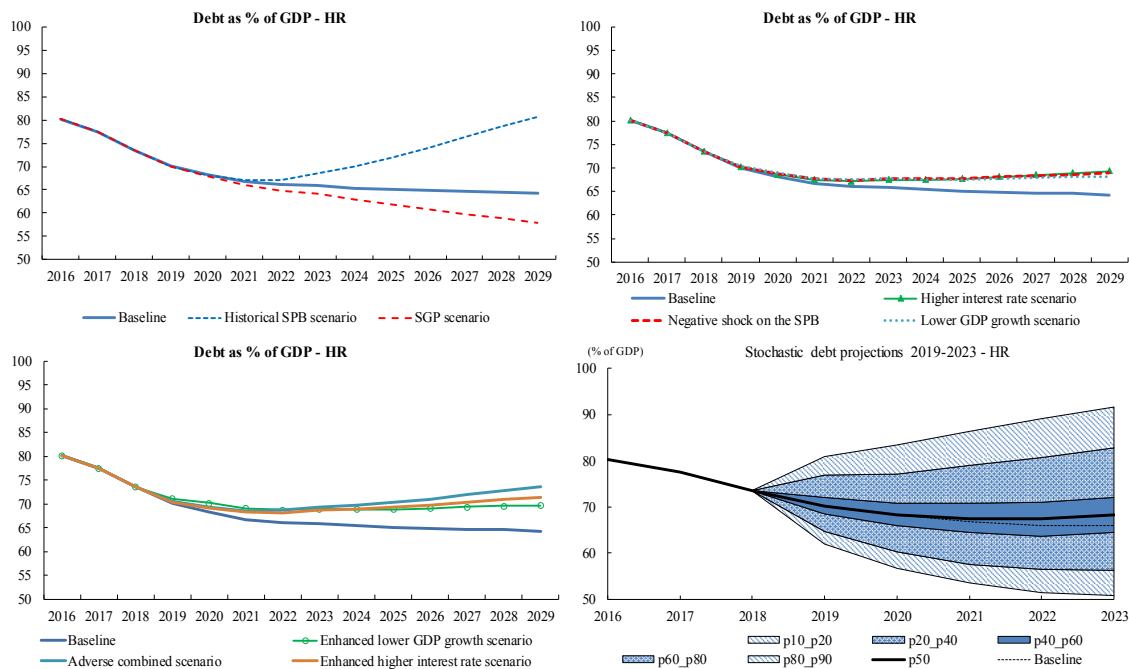 Debt as % of GDP - HR
100
95
90
85
80
75
70
65
60
55
50
2016 2017 2018 2019 2020 2021 2022 2023 2024 2025 2026 2027 2028 2029
Baseline Historical SPB scenario SGP scenario
Debt as % of GDP - HR
100
95
90
85
80
75
70
65
60
55
50
2016 2017 2018 2019 2020 2021 2022 2023 2024 2025 2026 2027 2028 2029
Baseline Higher interest rate scenario
Negative shock on the SPB Lower GDP growth scenario
Debt as % of GDP - HR
100
95
90
85
80
75
70
65
60
55
50
2016 2017 2018 2019 2020 2021 2022 2023 2024 2025 2026 2027 2028 2029
Baseline Enhanced lower GDP growth scenario
Adverse combined scenario Enhanced higher interest rate scenario
(% of GDP) Stochastic debt projections 2019-2023 - HR
100
90
80
70
60
50
2016 2017 2018 2019 2020 2021 2022 2023
p10_p20 p20_p40 p40_p60
p60_p80 p80_p90 p50 Baseline